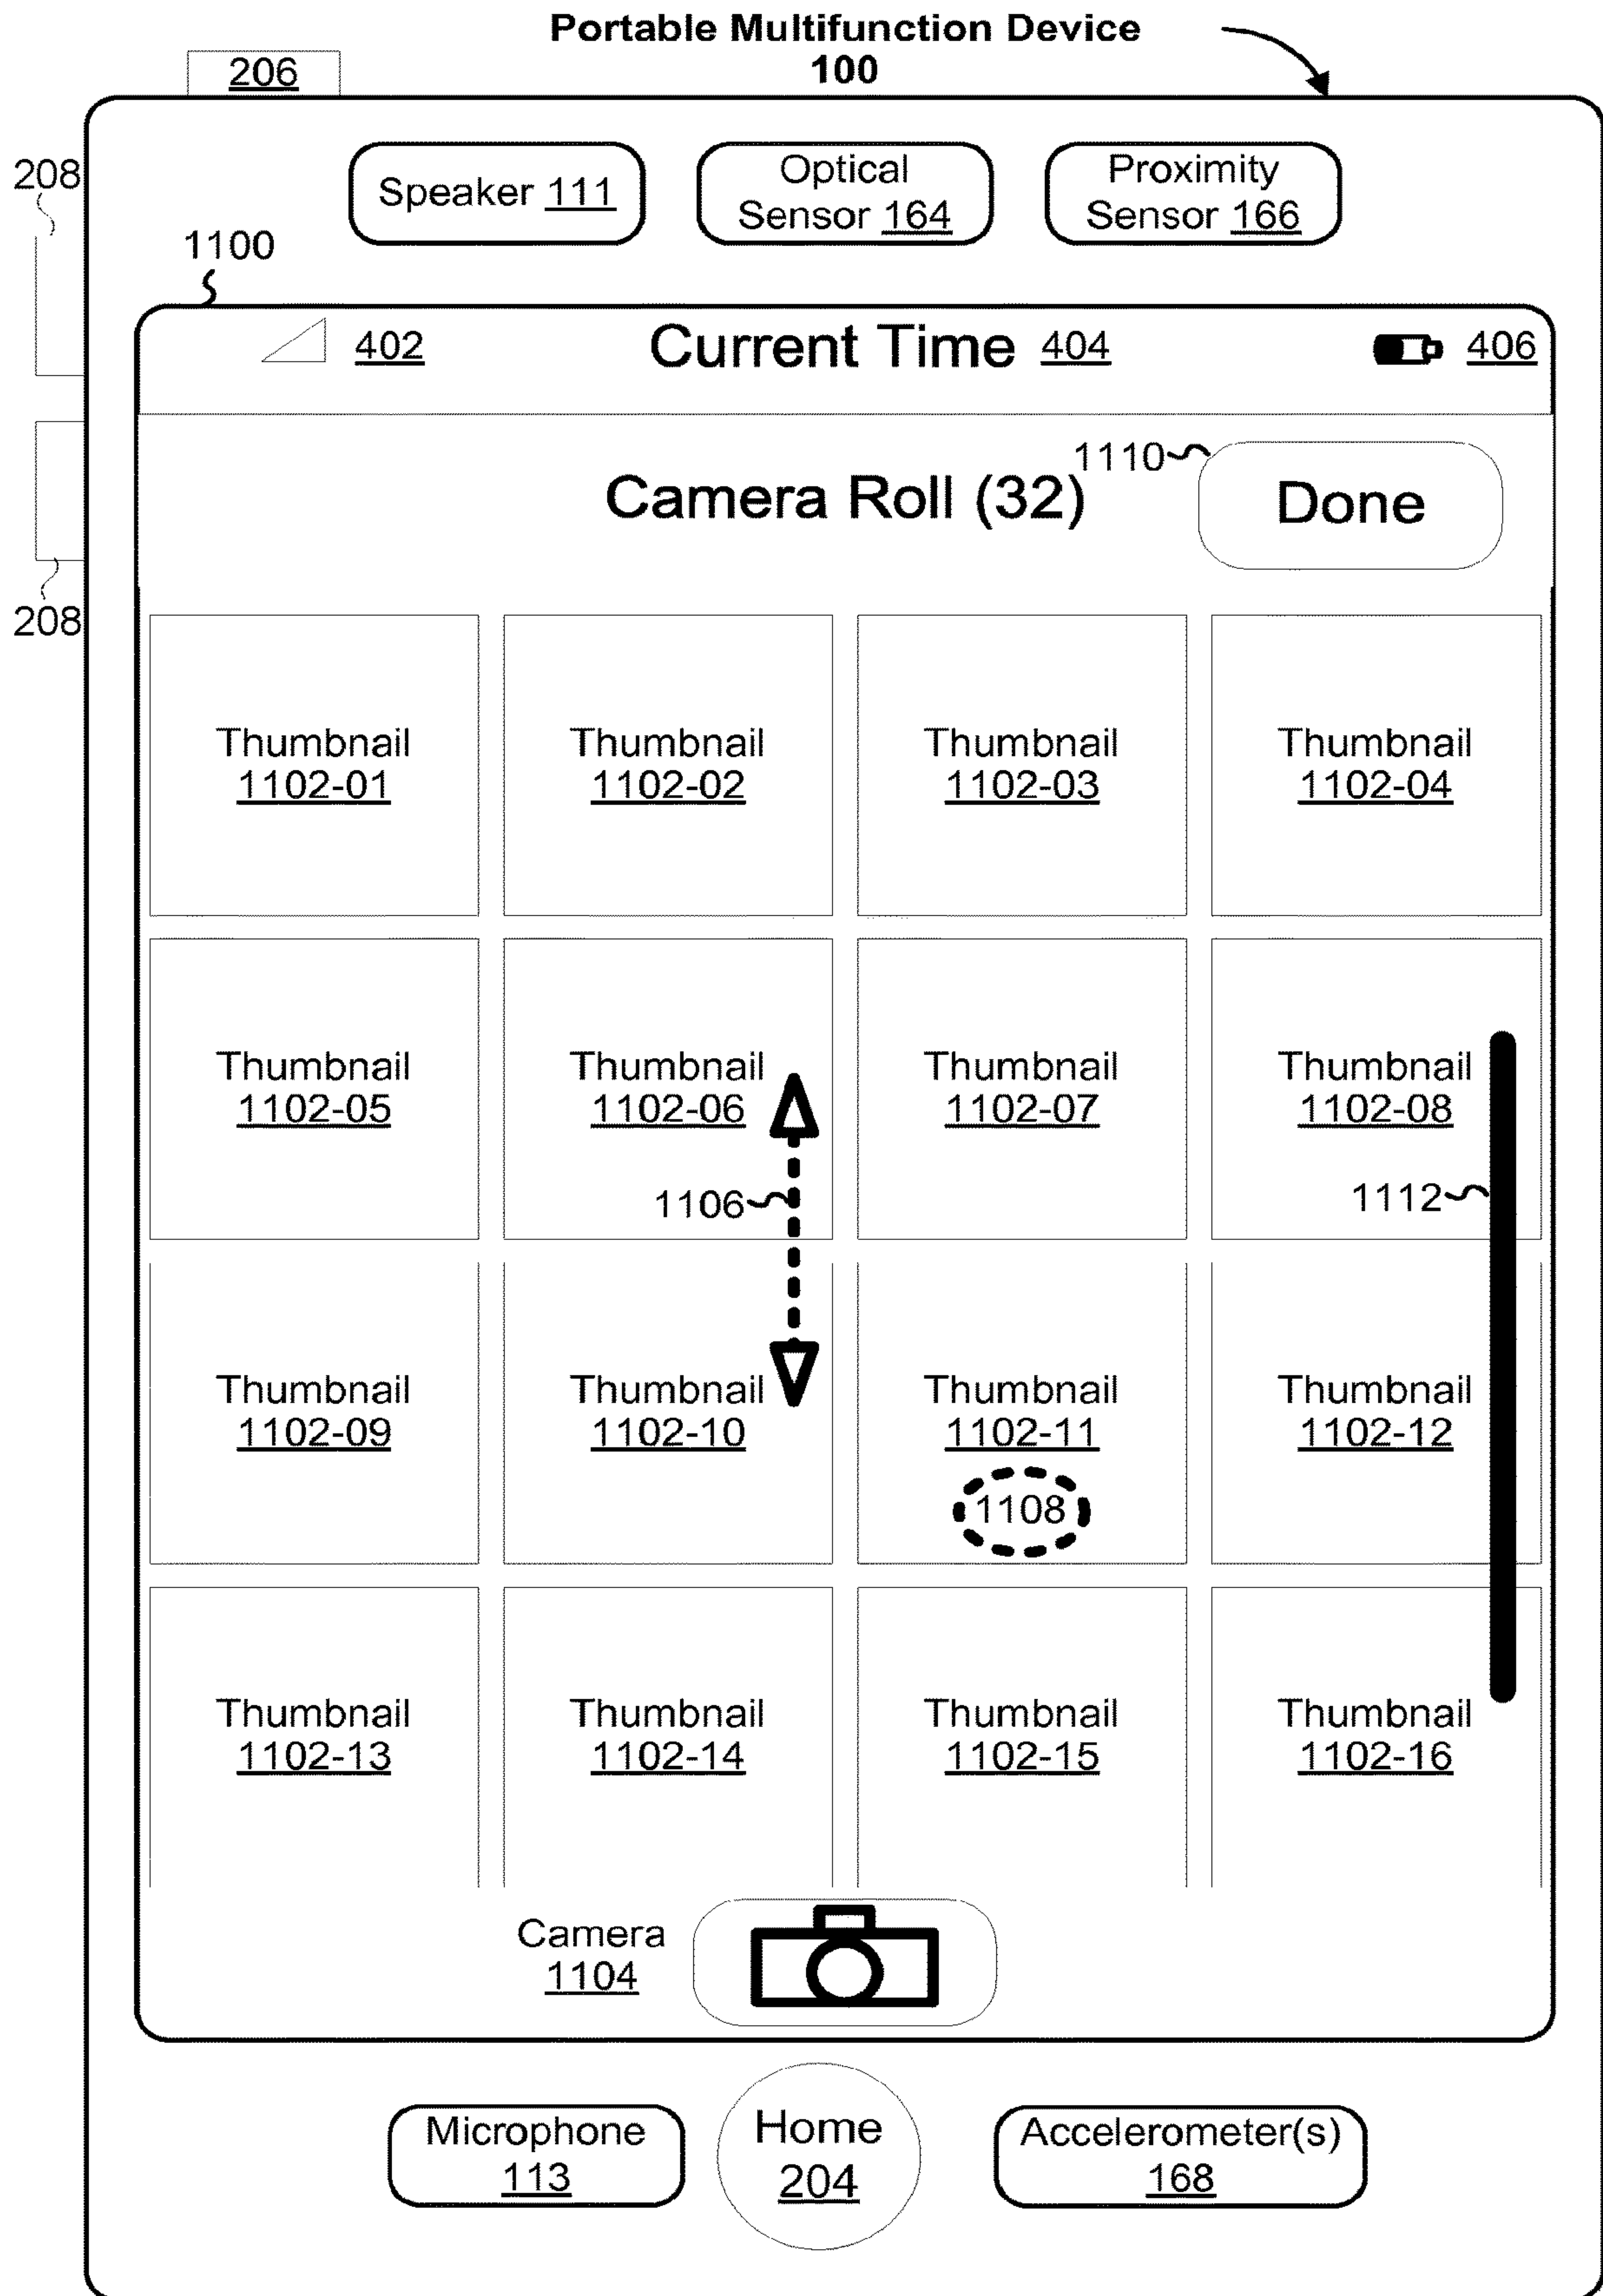 Portable Multifunction Device
100
206
208
Speaker 111
Optical
Sensor 164
Proximity
Sensor 166
1100
402
Current Time 404
406
1110
Camera Roll (32)
Done
208
Thumbnail
1102-01
Thumbnail
1102-02
Thumbnail
1102-03
Thumbnail
1102-04
Thumbnail
1102-05
Thumbnail
1102-06
Thumbnail
1102-07
Thumbnail
1102-08
1106
1112
Thumbnail
1102-09
Thumbnail
1102-10
Thumbnail
1102-11
1108
Thumbnail
1102-12
Thumbnail
1102-13
Thumbnail
1102-14
Thumbnail
1102-15
Thumbnail
1102-16
Camera
1104
Microphone
113
Home
204
Accelerometer(s)
168